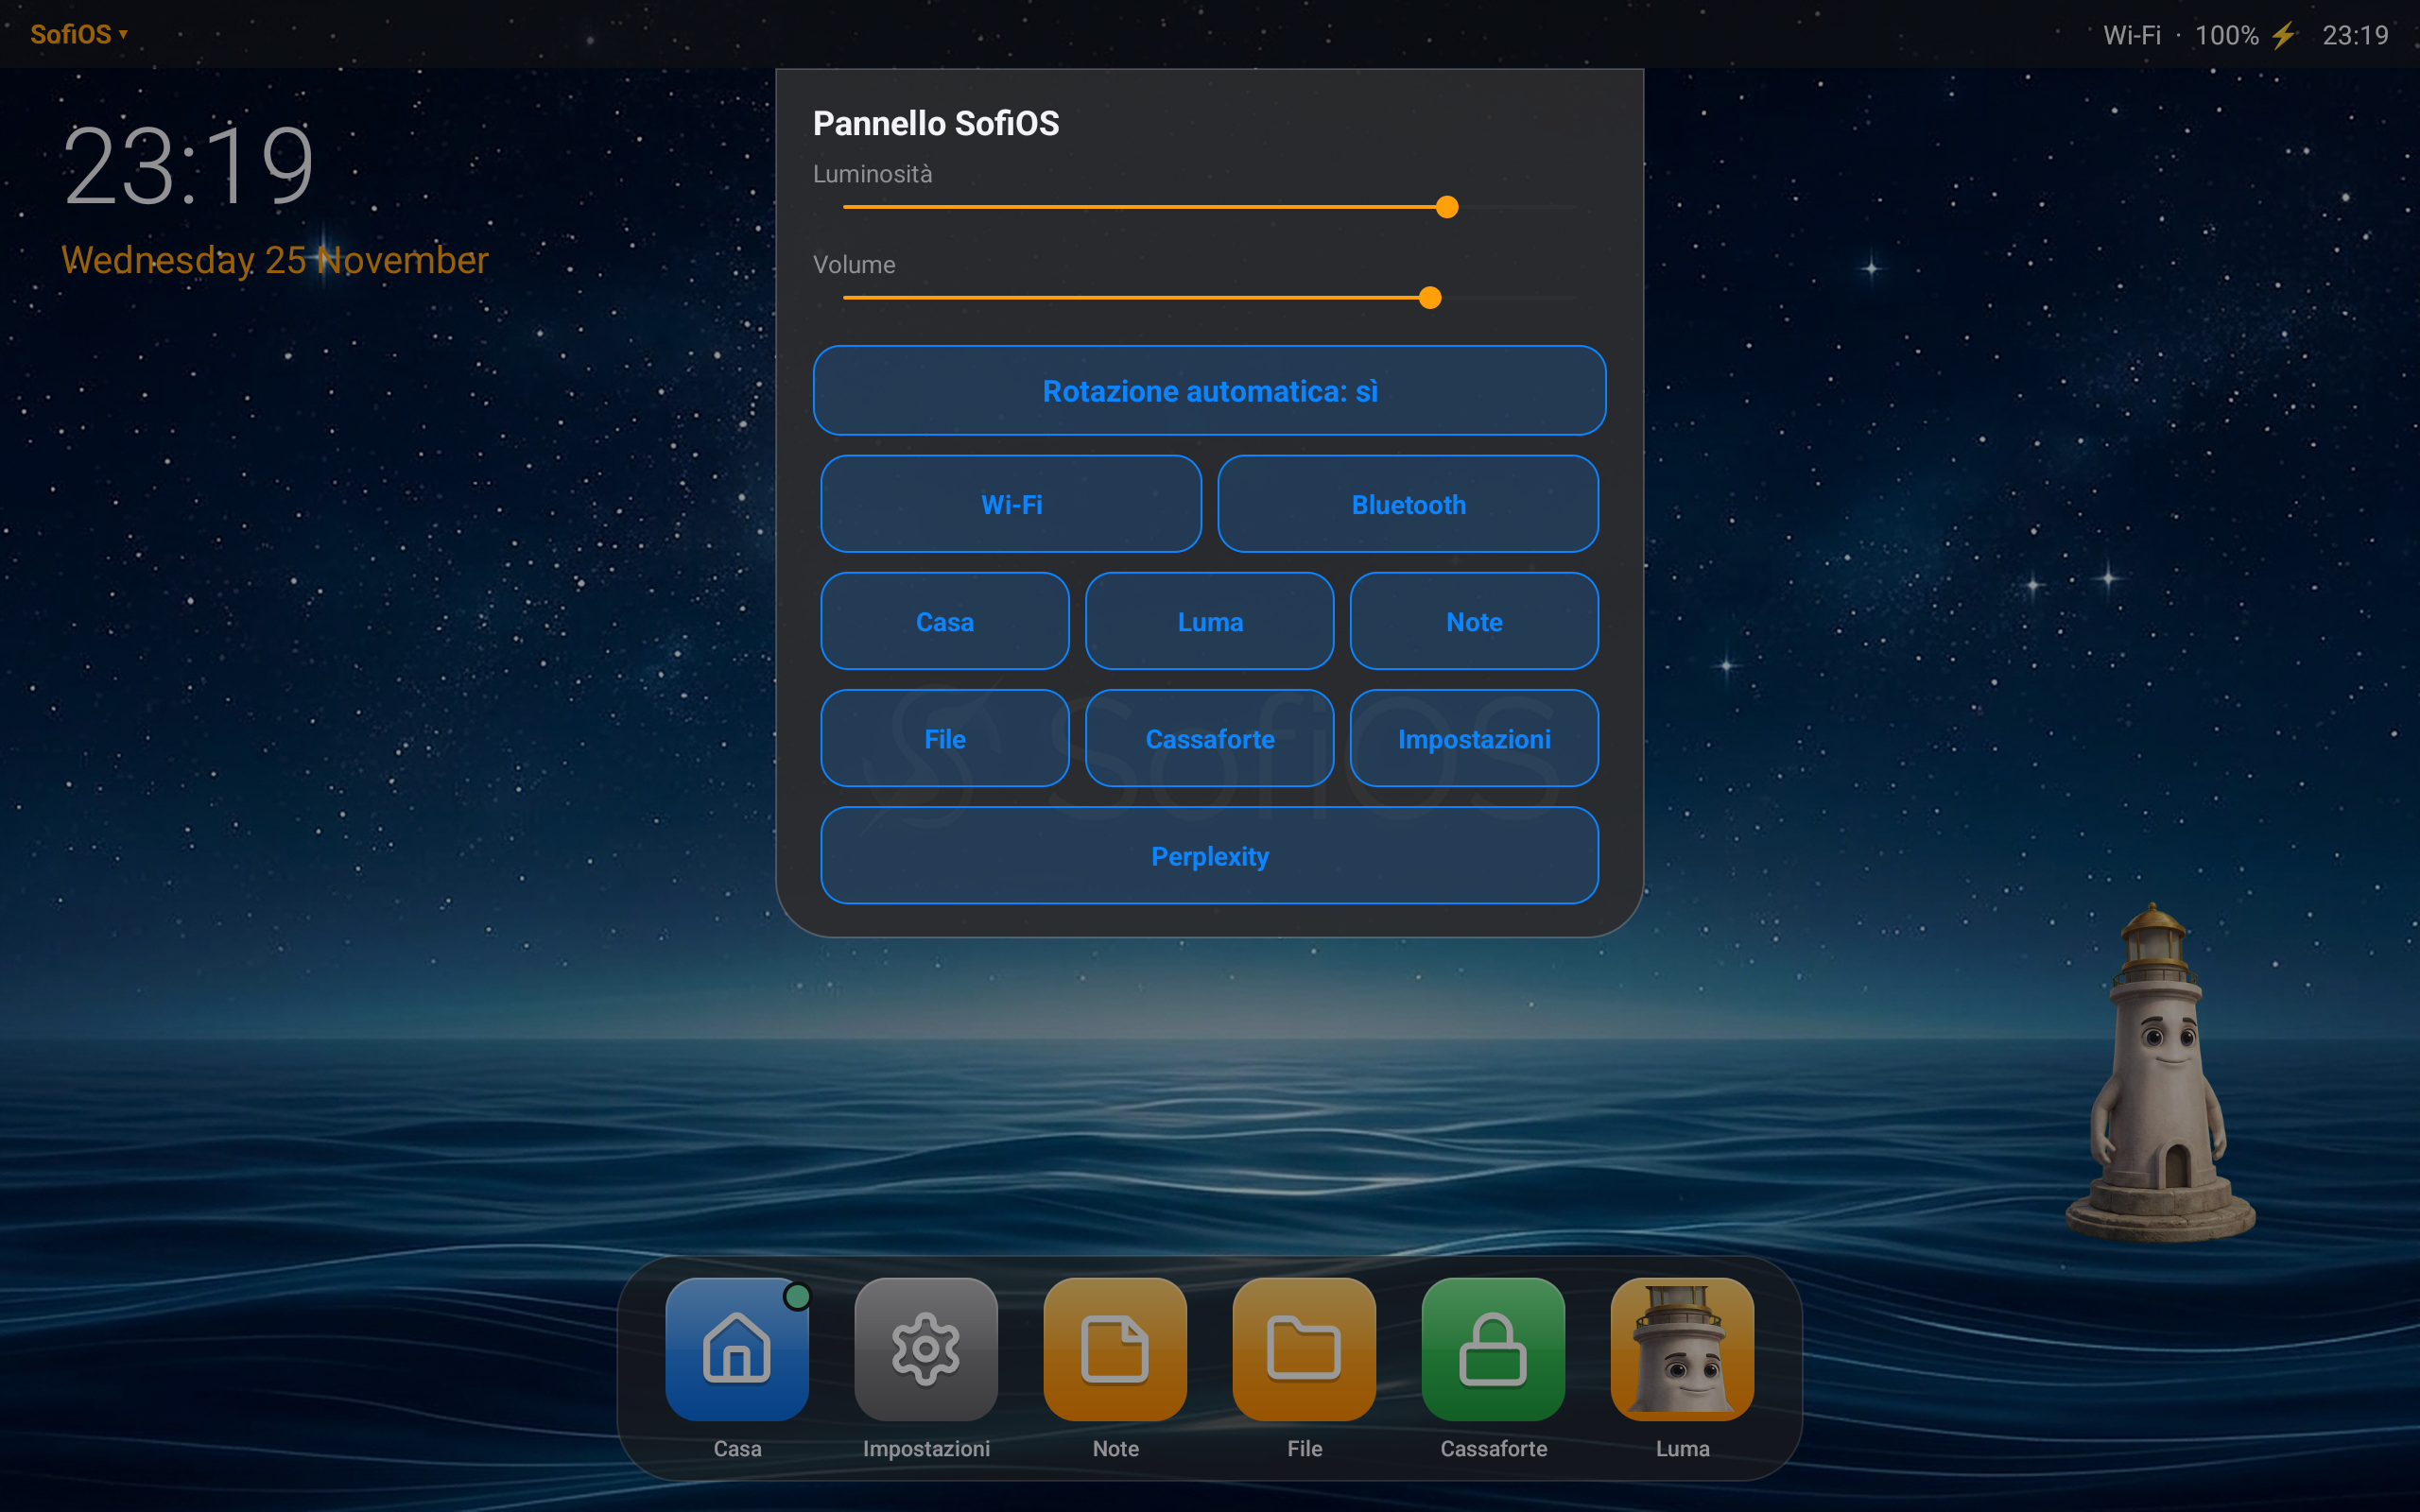 SofiOS ▾
Wi-Fi · 100% ⚡ 23:19
23:19
Wednesday 25 November
Pannello SofiOS
Luminosità
Volume
Rotazione automatica: sì
Wi-Fi
Bluetooth
Casa
Luma
Note
File
Cassaforte
Impostazioni
SofiOS
Perplexity
Casa
Impostazioni
Note
File
Cassaforte
Luma